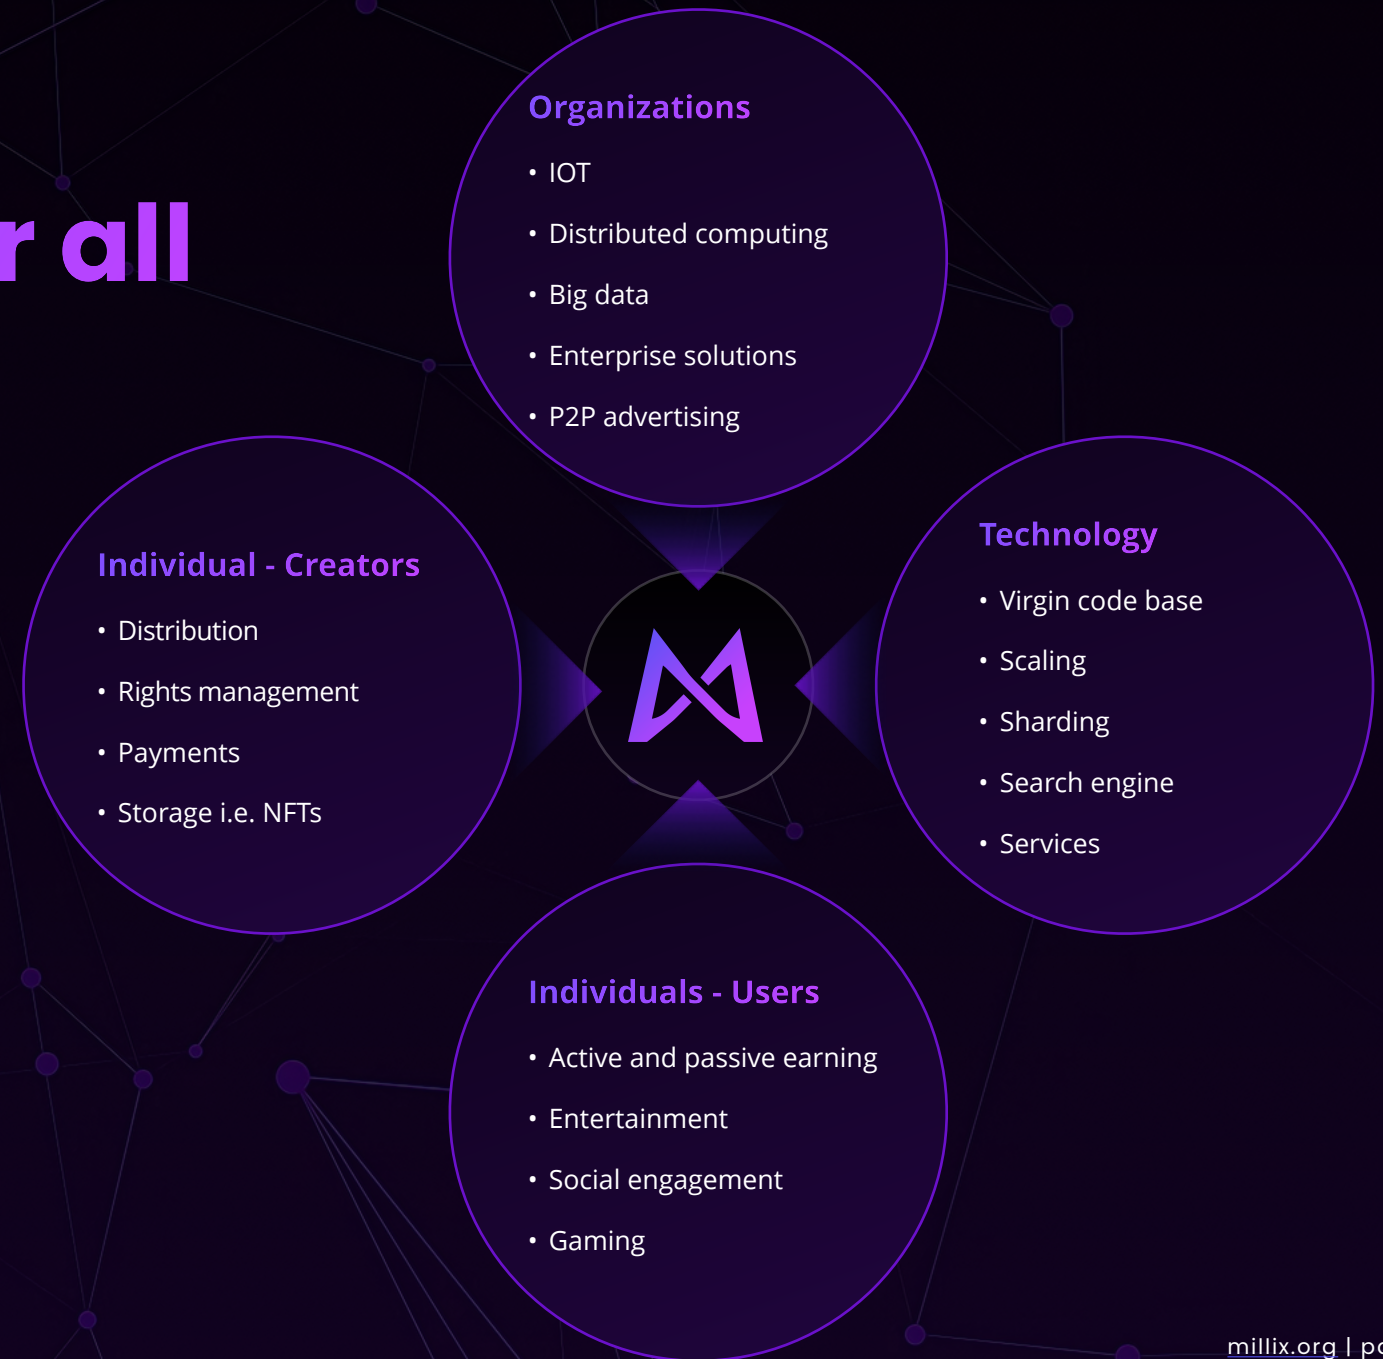 r all
Organizations
• IOT
• Distributed computing
• Big data
• Enterprise solutions
• P2P advertising
Individual - Creators
• Distribution
• Rights management
• Payments
• Storage i.e. NFTs
Technology
• Virgin code base
• Scaling
• Sharding
• Search engine
• Services
Individuals - Users
• Active and passive earning
• Entertainment
• Social engagement
• Gaming
millix.org |